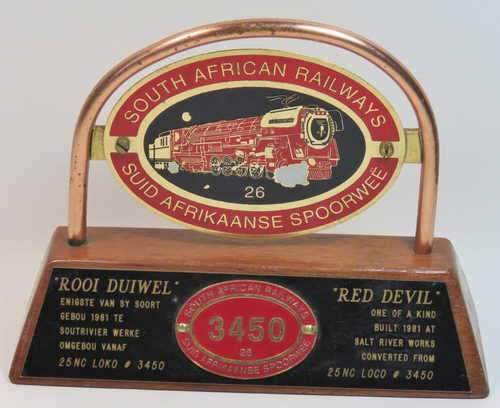 SOUTH AFRICAN RAILWAYS
26
SUID AFRIKAANSE SPOORWEË
"ROOI DUIWEL"
ENIGSTE VAN SY SOORT
GEBOU 1981 TE
SOUTRIVIER WERKE
OMGEBOU VANAF
25NC LOKO # 3450
SOUTH AFRICAN RAILWAYS
3450
26
SUID AFRIKAANSE SPOORWEË
"RED DEVIL"
ONE OF A KIND
BUILT 1981 AT
SALT RIVER WORKS
CONVERTED FROM
25NC LOCO # 3450